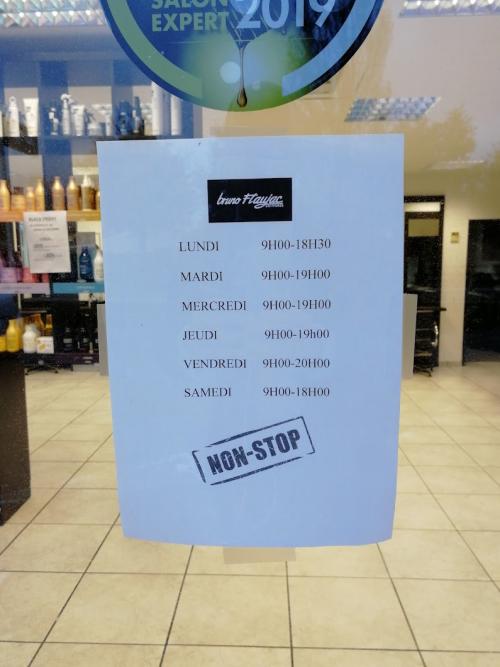 SALON
EXPERT 2019
bruno Flaujac
LUNDI 9H00-18H30
MARDI 9H00-19H00
MERCREDI 9H00-19H00
JEUDI 9H00-19h00
VENDREDI 9H00-20H00
SAMEDI 9H00-18H00
NON-STOP